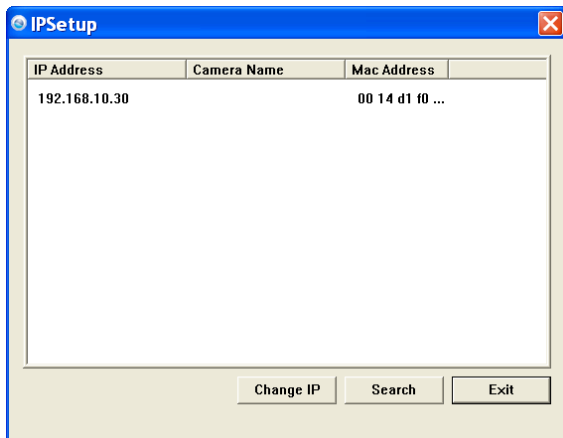 IPSetup
IP Address Camera Name Mac Address
192.168.10.30 00 14 d1 f0 ...
Change IP Search Exit